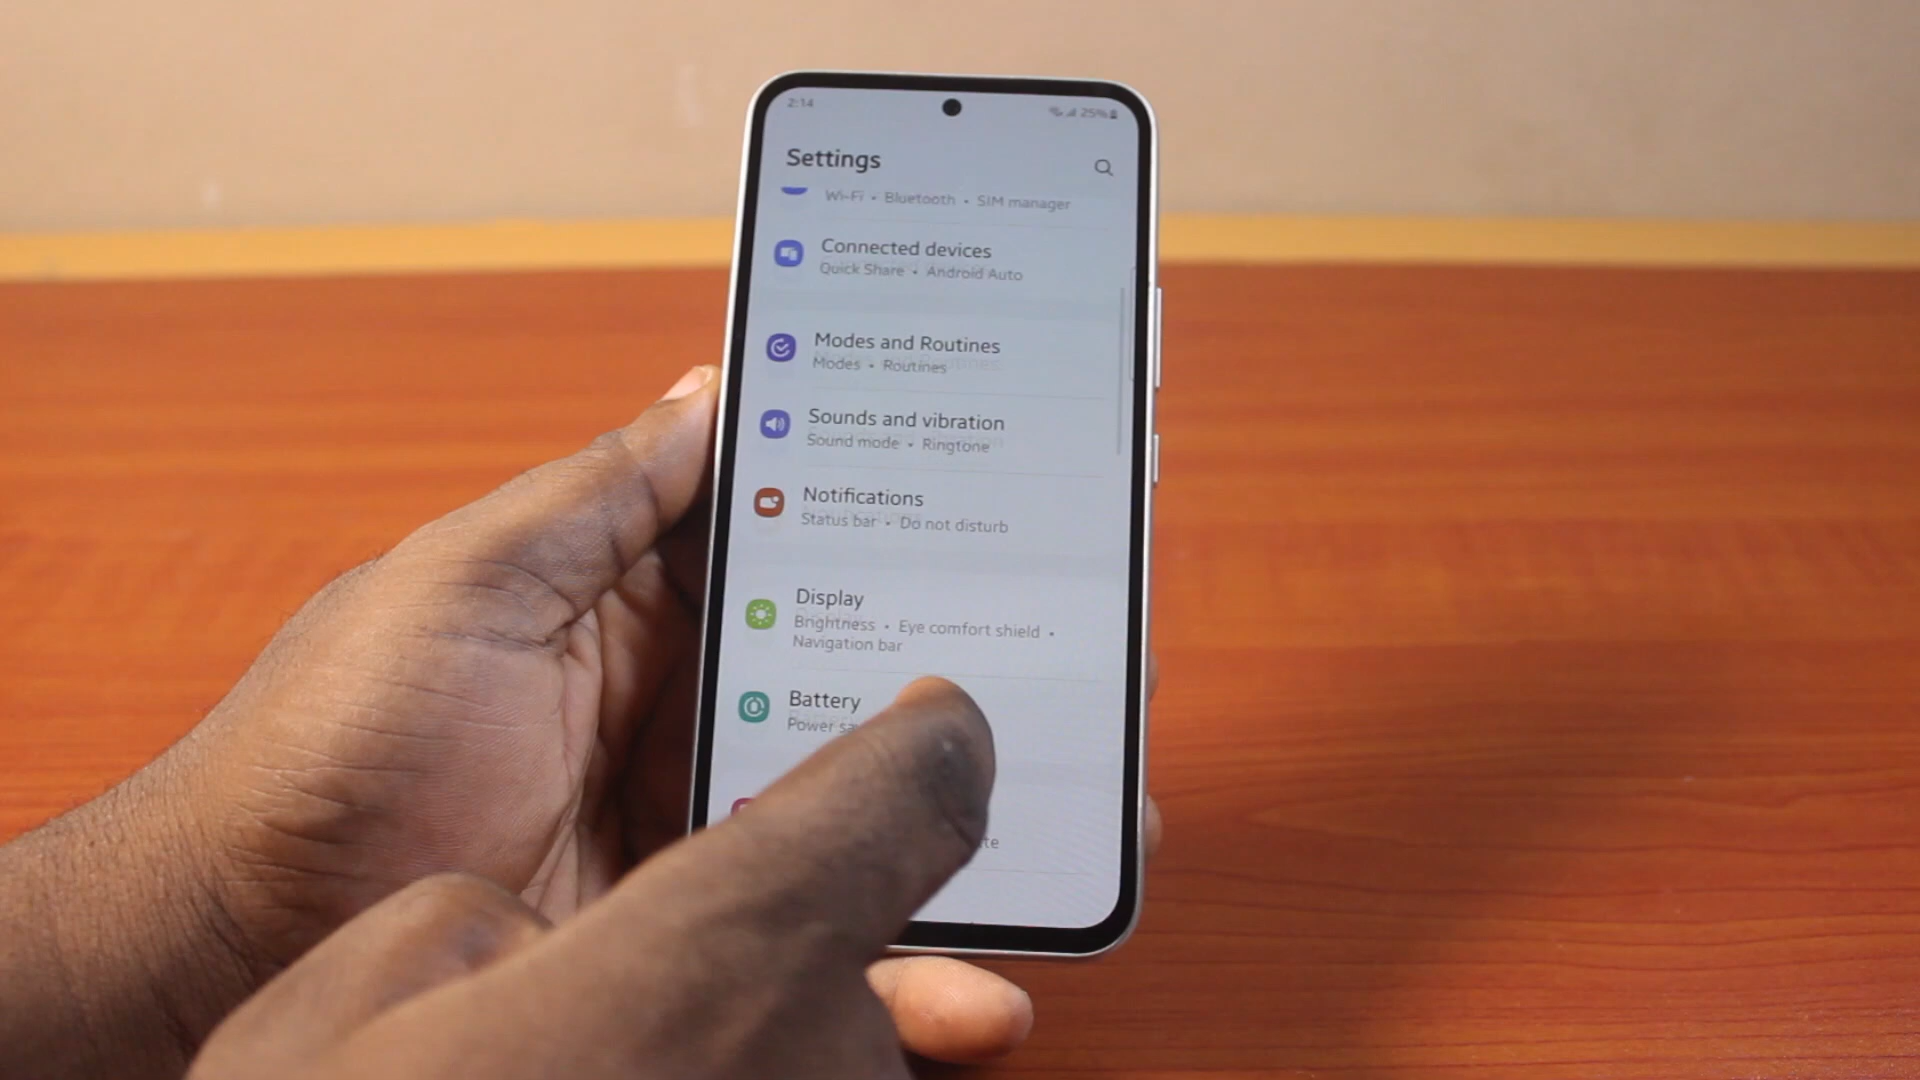 2:14
25%
Settings
Wi-Fi • Bluetooth • SIM manager
Connected devices
Quick Share • Android Auto
Modes and Routines
Modes • Routines
Sounds and vibration
Sound mode • Ringtone
Notifications
Status bar • Do not disturb
Display
Brightness • Eye comfort shield •
Navigation bar
Battery
Power